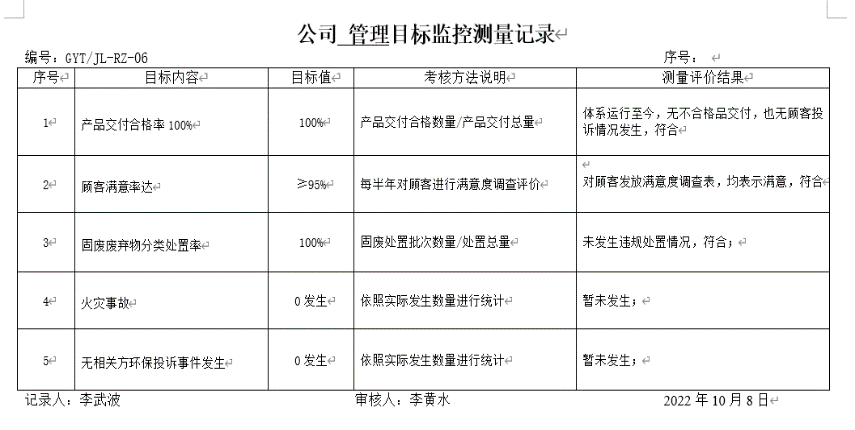 公司 管理目标监控测量记录
编号：GYT/JL-RZ-06 序号：
序号 目标内容 目标值 考核方法说明 测量评价结果
1 产品交付合格率 100% 100% 产品交付合格数量/产品交付总量 体系运行至今，无不合格品交付，也无顾客投
诉情况发生，符合
2 顾客满意率达 ≥95% 每半年对顾客进行满意度调查评价 对顾客发放满意度调查表，均表示满意，符合
3 固废废弃物分类处置率 100% 固废处置批次数量/处置总量 未发生违规处置情况，符合；
4 火灾事故 0 发生 依照实际发生数量进行统计 暂未发生；
5 无相关方环保投诉事件发生 0 发生 依照实际发生数量进行统计 暂未发生；
记录人：李武波 审核人：李黄水 2022 年 10 月 8 日